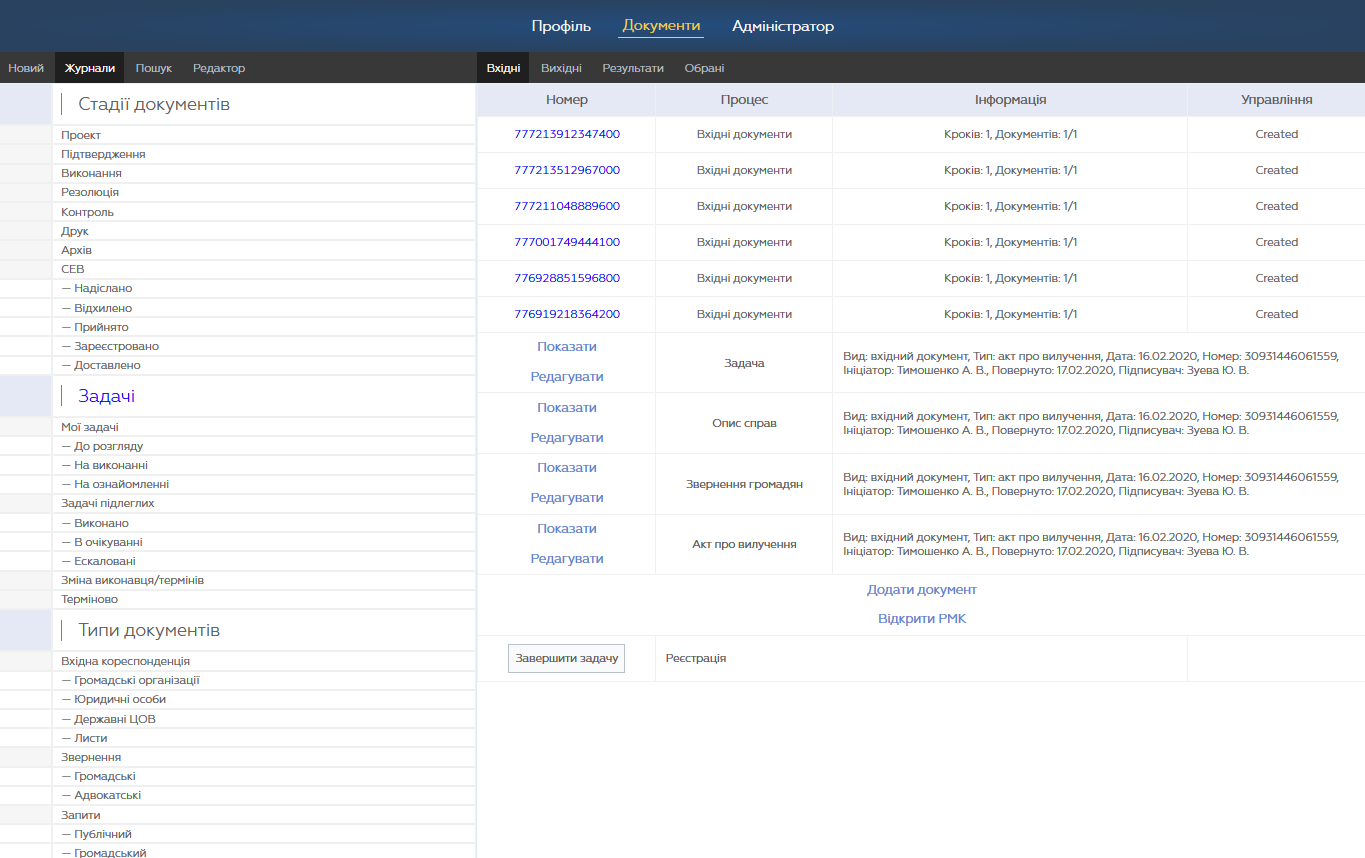 Профіль Документи Адміністратор
Новий Журнали Пошук Редактор
Стадії документів
Проект
Підтвердження
Виконання
Резолюція
Контроль
Друк
Архів
СЕВ
— Надіслано
— Відхилено
— Прийнято
— Зареєстровано
— Доставлено
Задачі
Мої задачі
— До розгляду
— На виконанні
— На ознайомленні
Задачі підлеглих
— Виконано
— В очікуванні
— Ескаловані
Зміна виконавця/термінів
Терміново
Типи документів
Вхідна кореспонденція
— Громадські організації
— Юридичні особи
— Державні ЦОВ
— Листи
Звернення
— Громадські
— Адвокатські
Запити
— Публічний
— Громадський
Вхідні Вихідні Результати Обрані
Номер Процес Інформація Управління
777213912347400 Вхідні документи Кроків: 1, Документів: 1/1 Created
777213512967000 Вхідні документи Кроків: 1, Документів: 1/1 Created
777211048889600 Вхідні документи Кроків: 1, Документів: 1/1 Created
777001749444100 Вхідні документи Кроків: 1, Документів: 1/1 Created
776928851596800 Вхідні документи Кроків: 1, Документів: 1/1 Created
776919218364200 Вхідні документи Кроків: 1, Документів: 1/1 Created
Показати
Редагувати
Задача
Вид: вхідний документ, Тип: акт про вилучення, Дата: 16.02.2020, Номер: 30931446061559,
Ініціатор: Тимошенко А. В., Повернуто: 17.02.2020, Підписувач: Зуева Ю. В.
Показати
Редагувати
Опис справ
Вид: вхідний документ, Тип: акт про вилучення, Дата: 16.02.2020, Номер: 30931446061559,
Ініціатор: Тимошенко А. В., Повернуто: 17.02.2020, Підписувач: Зуева Ю. В.
Показати
Редагувати
Звернення громадян
Вид: вхідний документ, Тип: акт про вилучення, Дата: 16.02.2020, Номер: 30931446061559,
Ініціатор: Тимошенко А. В., Повернуто: 17.02.2020, Підписувач: Зуева Ю. В.
Показати
Редагувати
Акт про вилучення
Вид: вхідний документ, Тип: акт про вилучення, Дата: 16.02.2020, Номер: 30931446061559,
Ініціатор: Тимошенко А. В., Повернуто: 17.02.2020, Підписувач: Зуева Ю. В.
Додати документ
Відкрити РМК
Завершити задачу Реєстрація